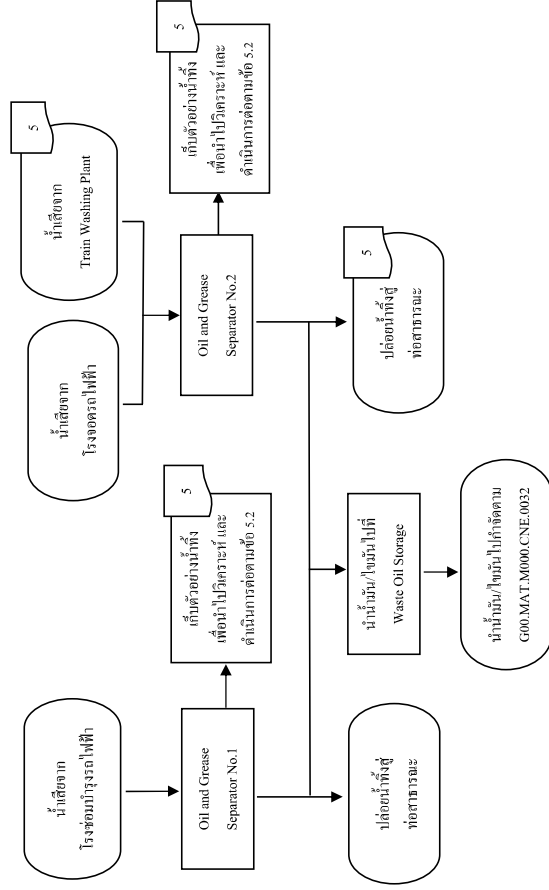 น้ำเสียจาก
โรงซ่อมบำรุงรถไฟฟ้า
น้ำเสียจาก
โรงจอดรถไฟฟ้า
น้ำเสียจาก
Train Washing Plant
5
Oil and Grease
Separator No.1
เก็บตัวอย่างน้ำทิ้ง
เพื่อนำไปวิเคราะห์ และ
ดำเนินการต่อตามข้อ 5.2
5
Oil and Grease
Separator No.2
เก็บตัวอย่างน้ำทิ้ง
เพื่อนำไปวิเคราะห์ และ
ดำเนินการต่อตามข้อ 5.2
5
ปล่อยน้ำทิ้งสู่
ท่อสาธารณะ
นำน้ำมัน/ไขมันไปที่
Waste Oil Storage
ปล่อยน้ำทิ้งสู่
ท่อสาธารณะ
5
นำน้ำมัน/ไขมันไปกำจัดตาม
G00.MAT.M000.CNE.0032